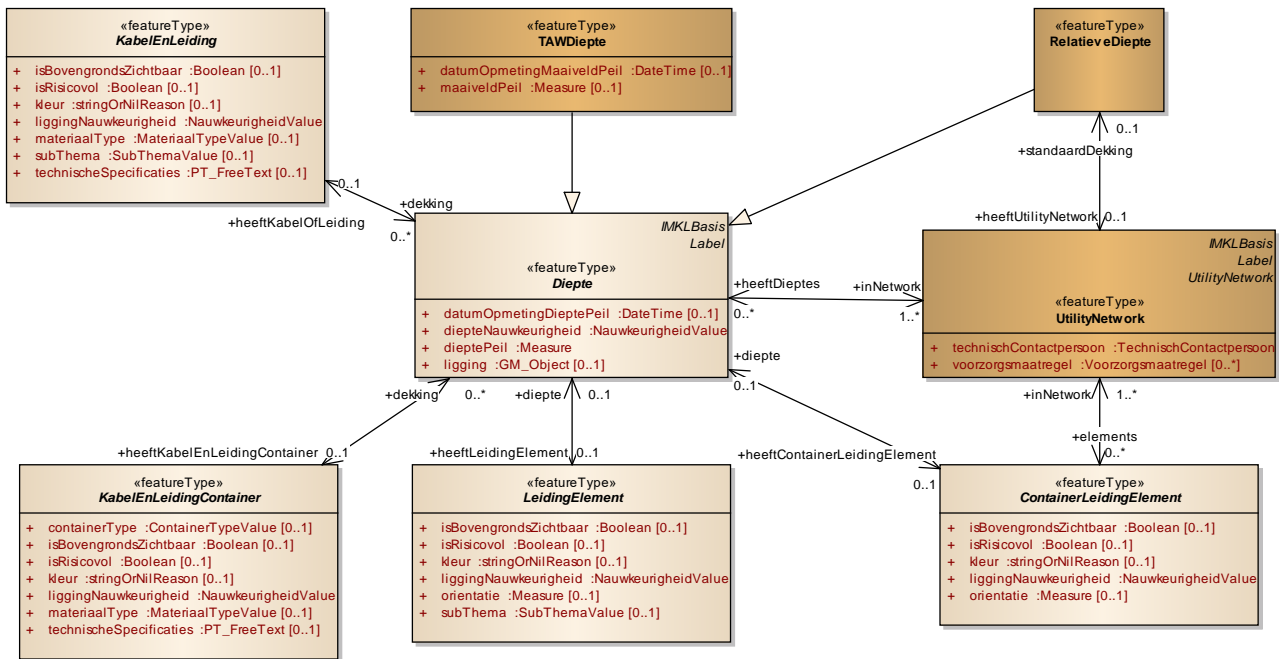 «featureType»
KabelEnLeiding
+ isBovengrondsZichtbaar :Boolean [0..1]
+ isRisicovol :Boolean [0..1]
+ kleur :stringOrNilReason [0..1]
+ liggingNauwkeurigheid :NauwkeurigheidValue
+ materiaalType :MateriaalTypeValue [0..1]
+ subThema :SubThemaValue [0..1]
+ technischeSpecificaties :PT_FreeText [0..1]
«featureType»
TAWDiepte
+ datumOpmetingMaaiveldPeil :DateTime [0..1]
+ maaiveldPeil :Measure [0..1]
«featureType»
RelatieveDiepte
0..1
+standaardDekking
0..1
+dekking
+heeftKabelOfLeiding
0..*
+heeftUtilityNetwork 0..1
IMKLBasis
Label
«featureType»
Diepte
+ datumOpmetingDieptePeil :DateTime [0..1]
+ diepteNauwkeurigheid :NauwkeurigheidValue
+ dieptePeil :Measure
+ ligging :GM_Object [0..1]
+heeftDieptes
0..*
+inNetwork
1..*
IMKLBasis
Label
UtilityNetwork
«featureType»
UtilityNetwork
+ technischContactpersoon :TechnischContactpersoon
+ voorzorgsmaatregel :Voorzorgsmaatregel [0..*]
+diepte
0..1
+dekking
0..*
+diepte
0..1
+inNetwork
1..*
+heeftKabelEnLeidingContainer 0..1
+heeftLeidingElement 0..1
+heeftContainerLeidingElement
0..1
+elements
0..*
«featureType»
KabelEnLeidingContainer
+ containerType :ContainerTypeValue [0..1]
+ isBovengrondsZichtbaar :Boolean [0..1]
+ isRisicovol :Boolean [0..1]
+ kleur :stringOrNilReason [0..1]
+ liggingNauwkeurigheid :NauwkeurigheidValue
+ materiaalType :MateriaalTypeValue [0..1]
+ technischeSpecificaties :PT_FreeText [0..1]
«featureType»
LeidingElement
+ isBovengrondsZichtbaar :Boolean [0..1]
+ isRisicovol :Boolean [0..1]
+ kleur :stringOrNilReason [0..1]
+ liggingNauwkeurigheid :NauwkeurigheidValue
+ orientatie :Measure [0..1]
+ subThema :SubThemaValue [0..1]
«featureType»
ContainerLeidingElement
+ isBovengrondsZichtbaar :Boolean [0..1]
+ isRisicovol :Boolean [0..1]
+ kleur :stringOrNilReason [0..1]
+ liggingNauwkeurigheid :NauwkeurigheidValue
+ orientatie :Measure [0..1]